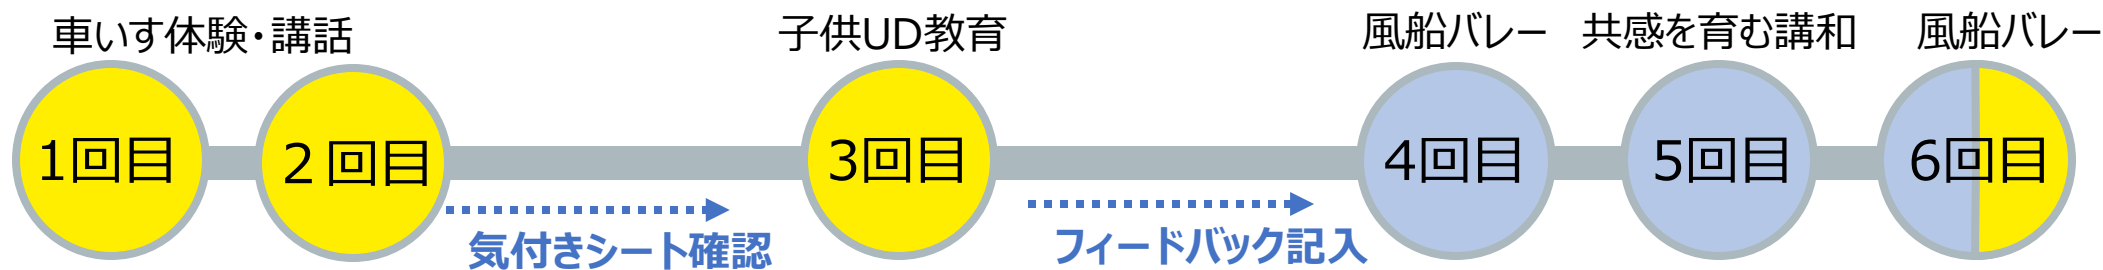 車いす体験・講話
子供UD教育
風船バレー
共感を育む講和
風船バレー
1回目
2回目
3回目
4回目
5回目
6回目
気付きシート確認
フィードバック記入